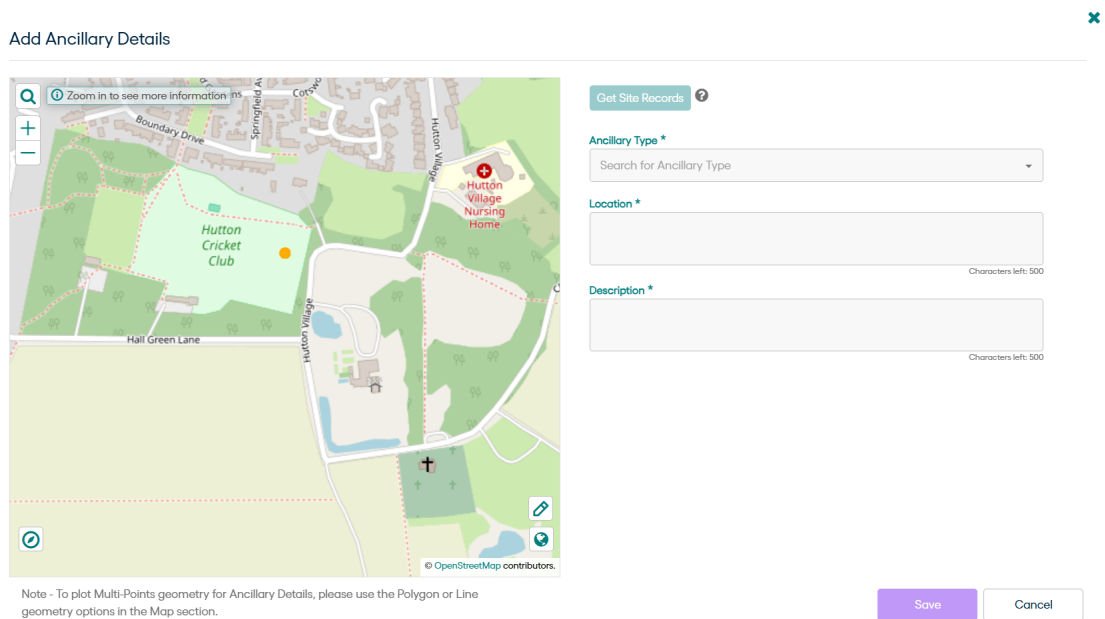 Add Ancillary Details
Zoom in to see more information
Springfield Av
Cotswo
Boundary Drive
Hutton Village
Hutton
Village
Nursing
Home
Hutton
Cricket
Club
Hutton Village
Hall Green Lane
© OpenStreetMap contributors.
Note - To plot Multi-Points geometry for Ancillary Details, please use the Polygon or Line
geometry options in the Map section.
Get Site Records
Ancillary Type *
Search for Ancillary Type
Location *
Characters left: 500
Description *
Characters left: 500
Save
Cancel